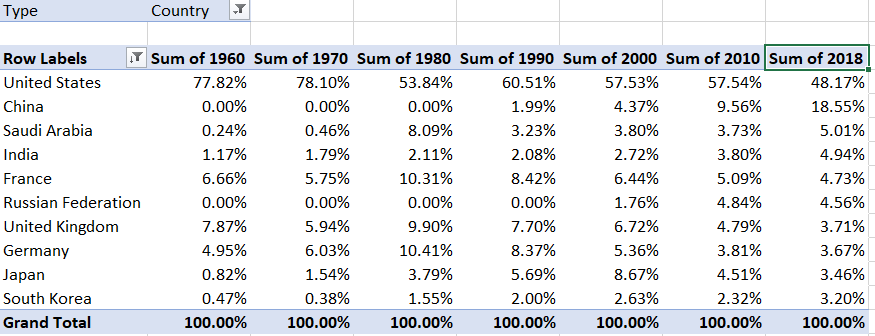 Type Country
Row Labels Sum of 1960 Sum of 1970 Sum of 1980 Sum of 1990 Sum of 2000 Sum of 2010 Sum of 2018
United States 77.82% 78.10% 53.84% 60.51% 57.53% 57.54% 48.17%
China 0.00% 0.00% 0.00% 1.99% 4.37% 9.56% 18.55%
Saudi Arabia 0.24% 0.46% 8.09% 3.23% 3.80% 3.73% 5.01%
India 1.17% 1.79% 2.11% 2.08% 2.72% 3.80% 4.94%
France 6.66% 5.75% 10.31% 8.42% 6.44% 5.09% 4.73%
Russian Federation 0.00% 0.00% 0.00% 0.00% 1.76% 4.84% 4.56%
United Kingdom 7.87% 5.94% 9.90% 7.70% 6.72% 4.79% 3.71%
Germany 4.95% 6.03% 10.41% 8.37% 5.36% 3.81% 3.67%
Japan 0.82% 1.54% 3.79% 5.69% 8.67% 4.51% 3.46%
South Korea 0.47% 0.38% 1.55% 2.00% 2.63% 2.32% 3.20%
Grand Total 100.00% 100.00% 100.00% 100.00% 100.00% 100.00% 100.00%